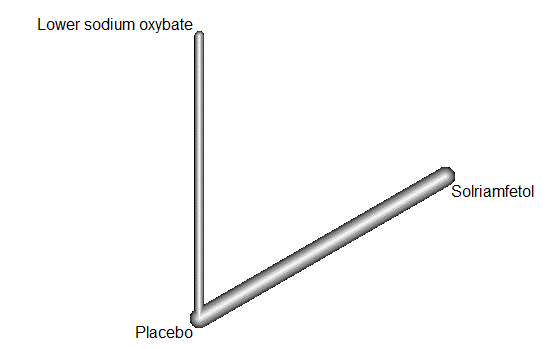 Lower sodium oxybate
Solriamfetol
Placebo